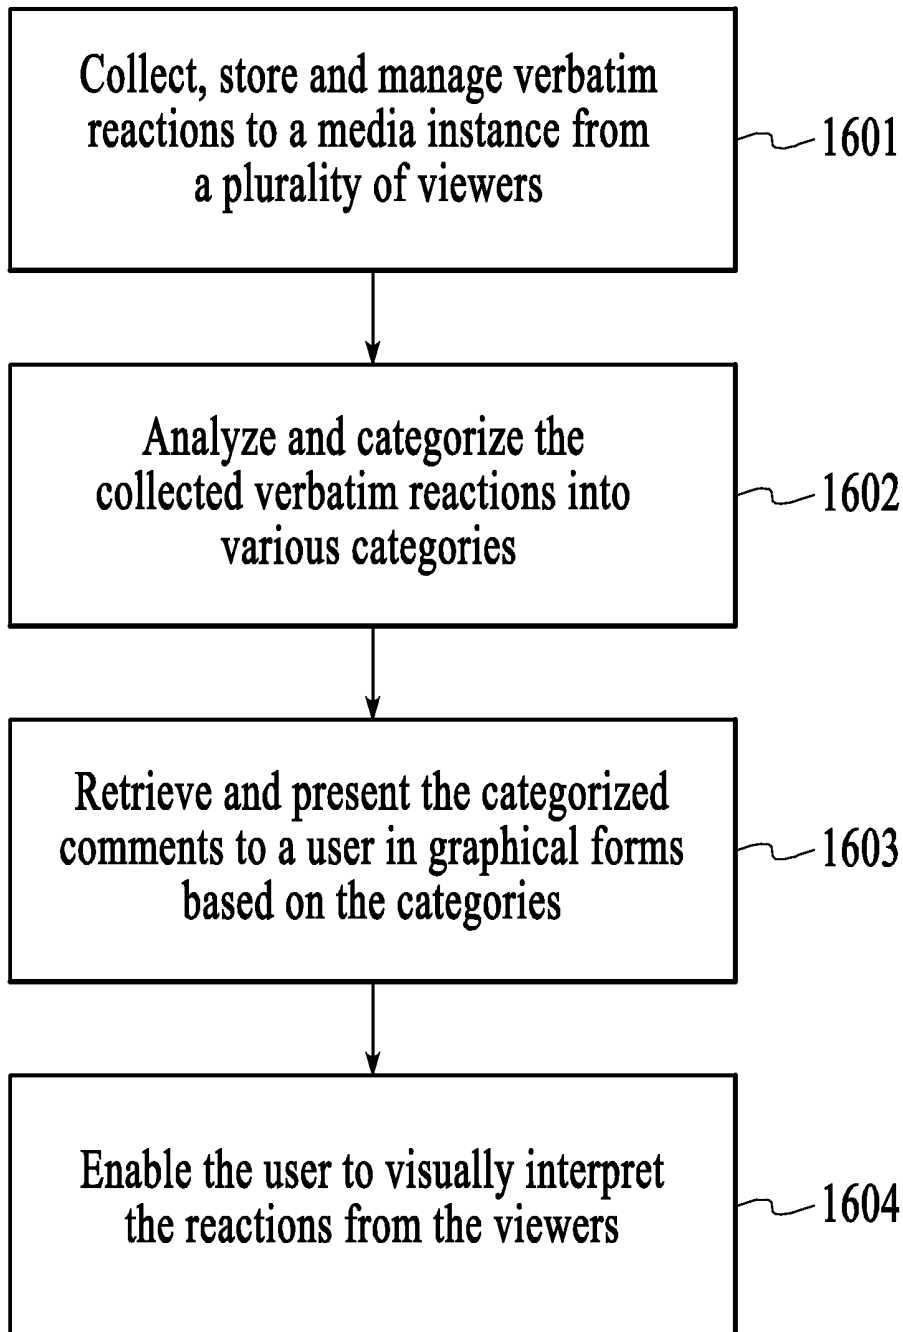 Collect, store and manage verbatim
reactions to a media instance from
a plurality of viewers
1601
Analyze and categorize the
collected verbatim reactions into
various categories
1602
Retrieve and present the categorized
comments to a user in graphical forms
based on the categories
1603
Enable the user to visually interpret
the reactions from the viewers
1604